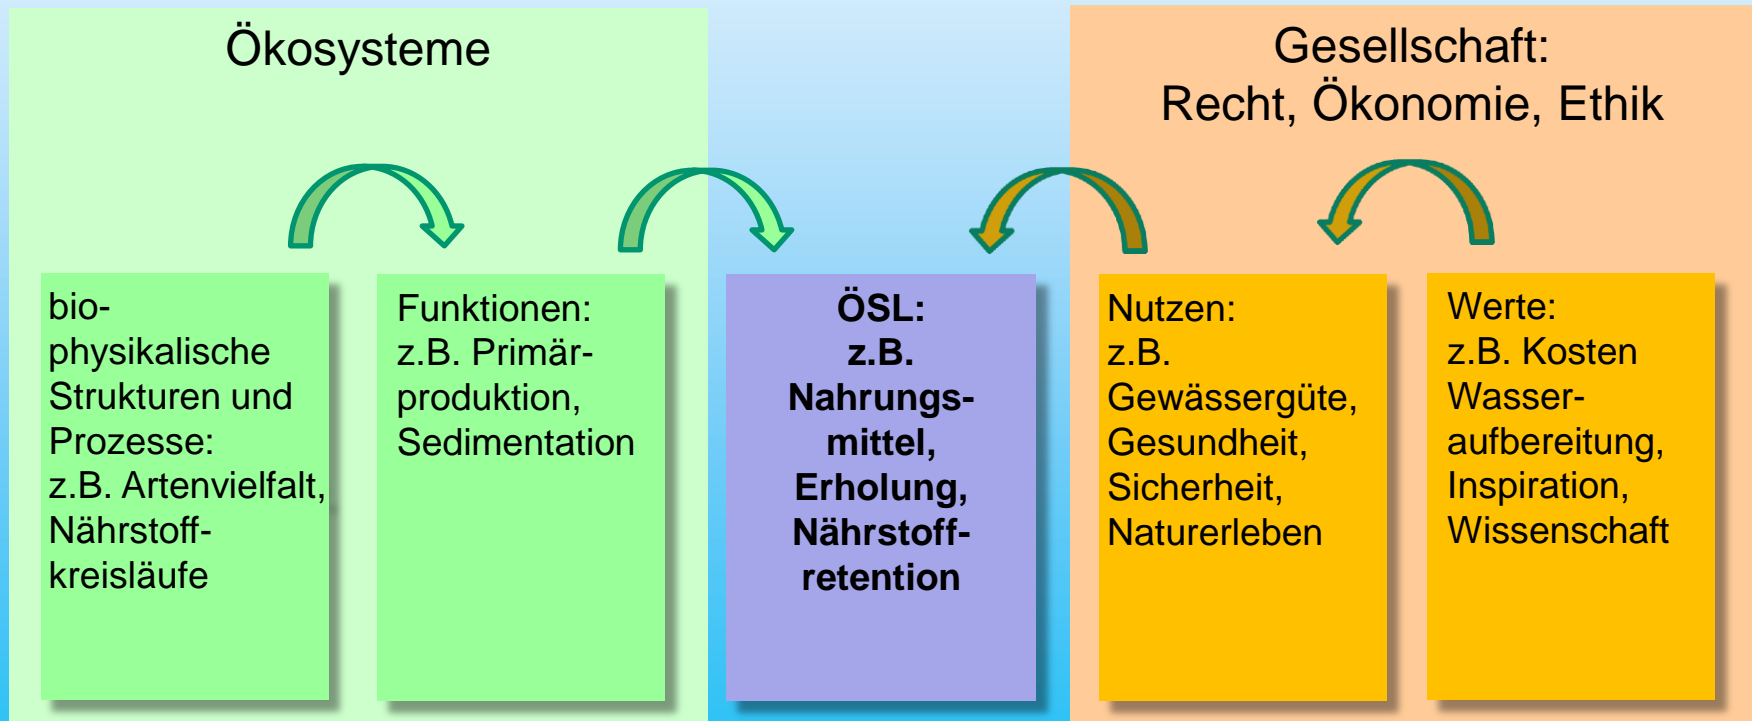 Ökosysteme
Gesellschaft:
Recht, Ökonomie, Ethik
bio-
physikalische
Strukturen und
Prozesse:
z.B. Artenvielfalt,
Nährstoff-
kreisläufe
Funktionen:
z.B. Primär-
produktion,
Sedimentation
ÖSL:
z.B.
Nahrungs-
mittel,
Erholung,
Nährstoff-
retention
Nutzen:
z.B.
Gewässergüte,
Gesundheit,
Sicherheit,
Naturerleben
Werte:
z.B. Kosten
Wasser-
aufbereitung,
Inspiration,
Wissenschaft